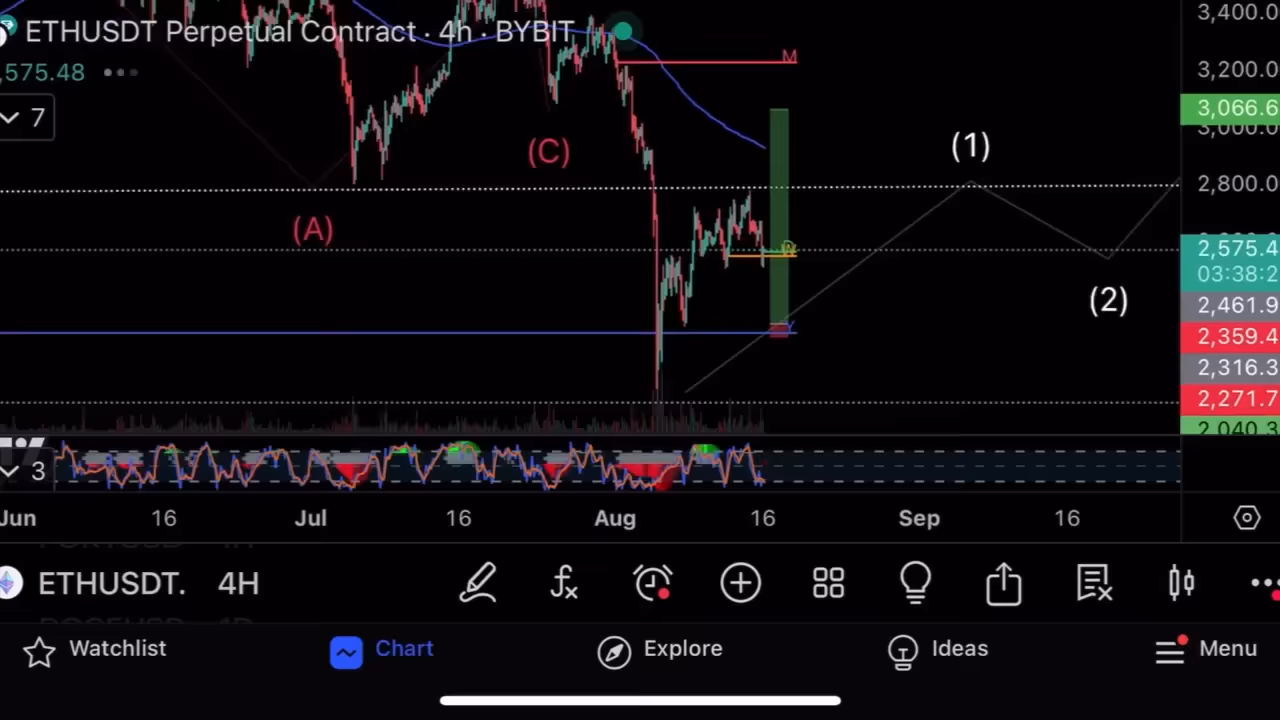 ETHUSDT Perpetual Contract · 4h · BYBIT
,575.48
7
M
(1)
(C)
(A)
(2)
Y
3,400.0
3,200.0
3,066.6
3,000.0
2,800.0
2,575.4
03:38:2
2,461.9
2,359.4
2,316.3
2,271.7
2,040.3
3
Jun 16 Jul 16 Aug 16 Sep 16
ETHUSDT. 4H
Watchlist Chart Explore Ideas Menu